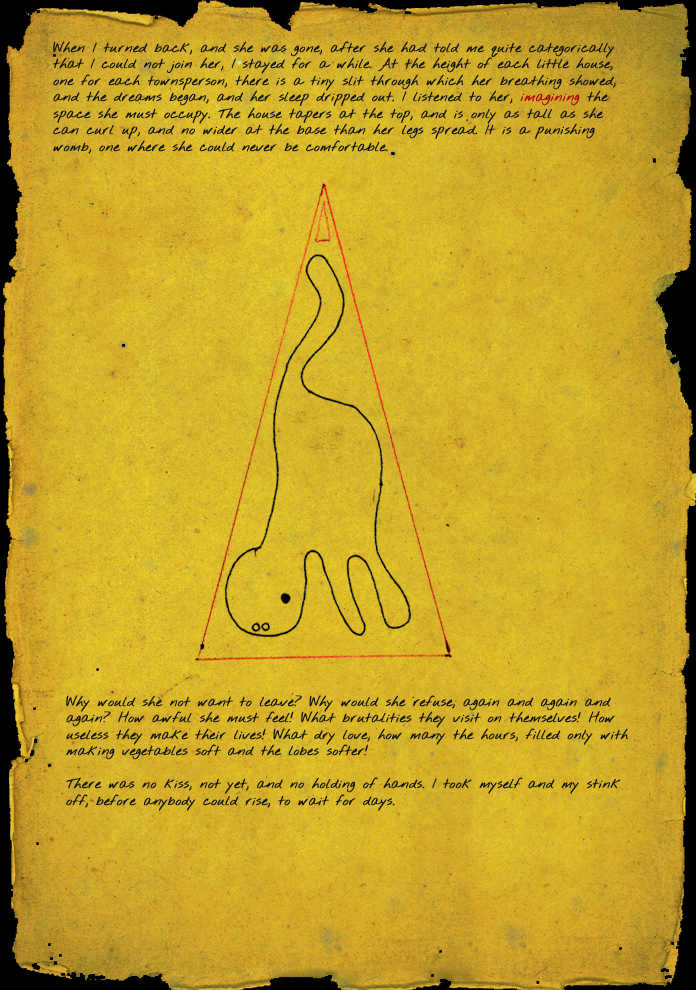 When I turned back, and she was gone, after she had told me quite categorically
that I could not join her, I stayed for a while. At the height of each little house,
one for each townsperson, there is a tiny slit through which her breathing showed,
and the dreams began, and her sleep dripped out. I listened to her, imagining the
space she must occupy. The house tapers at the top, and is only as tall as she
can curl up, and no wider at the base than her legs spread. It is a punishing
womb, one where she could never be comfortable.
Why would she not want to leave? Why would she refuse, again and again and
again? How awful she must feel! What brutalities they visit on themselves! How
useless they make their lives! What dry love, how many the hours, filled only with
making vegetables soft and the lobes softer!
There was no kiss, not yet, and no holding of hands. I took myself and my stink
off, before anybody could rise, to wait for days.